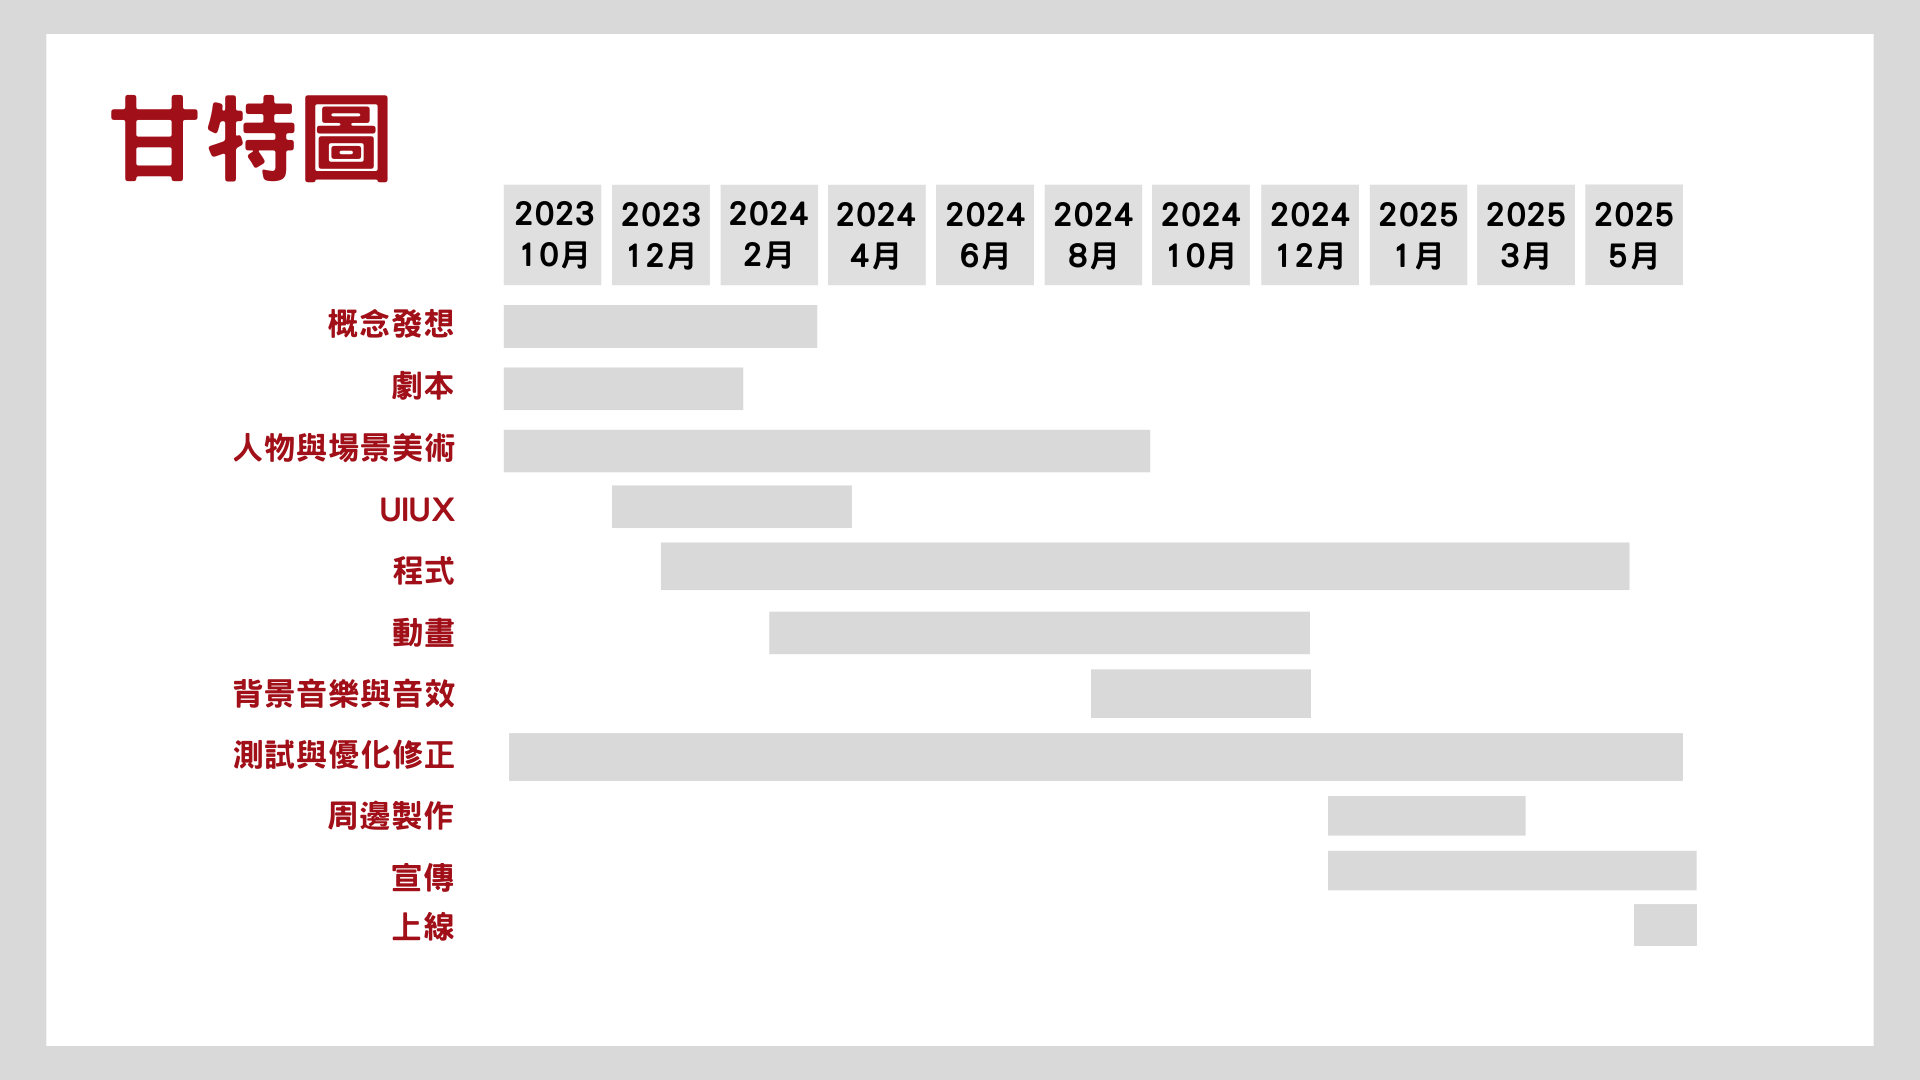 甘特圖
2023
10月
2023
12月
2024
2月
2024
4月
2024
6月
2024
8月
2024
10月
2024
12月
2025
1月
2025
3月
2025
5月
概念發想
劇本
人物與場景美術
UIUX
程式
動畫
背景音樂與音效
測試與優化修正
周邊製作
宣傳
上線